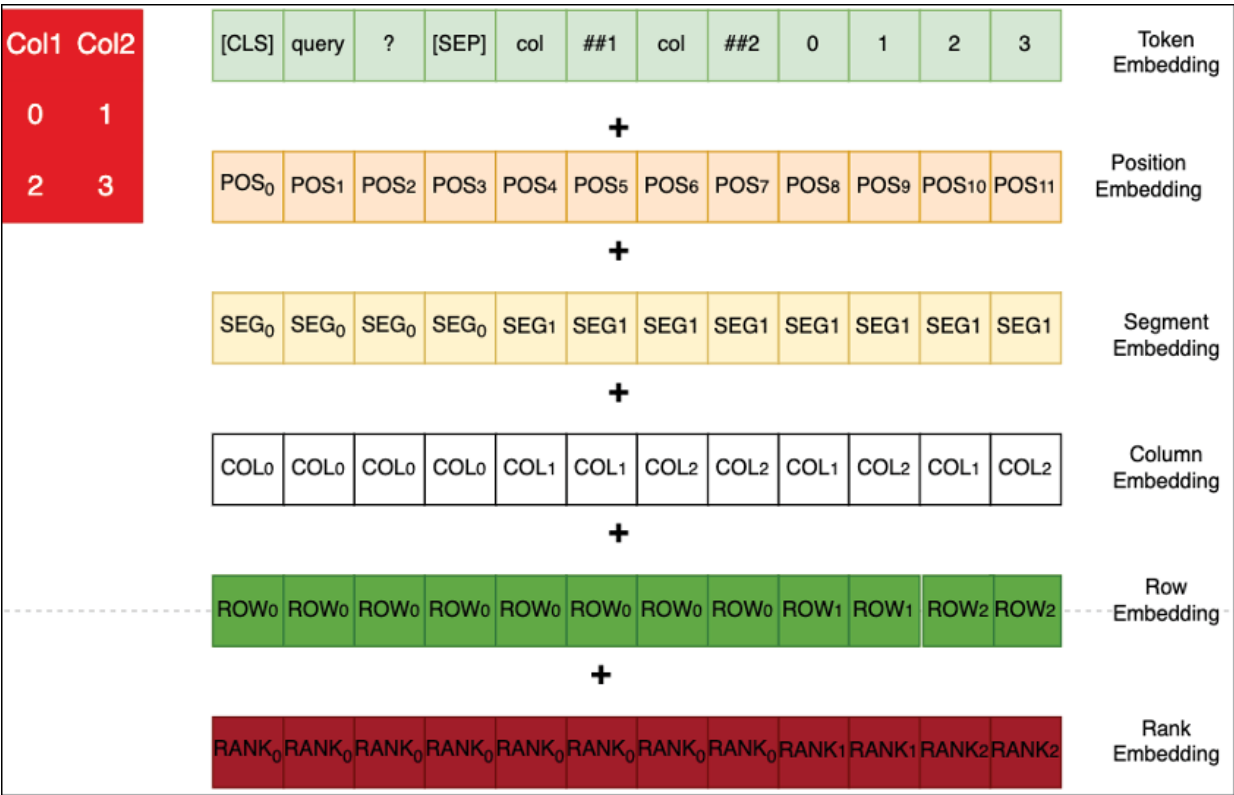 Col1 Col2
0 1
2 3
[CLS] query ? [SEP] col ##1 col ##2 0 1 2 3
Token
Embedding
+
POS₀ POS₁ POS₂ POS₃ POS₄ POS₅ POS₆ POS₇ POS₈ POS₉ POS₁₀ POS₁₁
Position
Embedding
+
SEG₀ SEG₀ SEG₀ SEG₀ SEG₁ SEG1 SEG1 SEG1 SEG1 SEG1 SEG1 SEG1
Segment
Embedding
+
COL₀ COL₀ COL₀ COL₀ COL₁ COL₁ COL₂ COL₂ COL₁ COL₂ COL₁ COL₂
Column
Embedding
+
ROW₀ ROW₀ ROW₀ ROW₀ ROW₀ ROW₀ ROW₀ ROW₀ ROW₁ ROW₁ ROW₂ ROW₂
Row
Embedding
+
RANK₀ RANK₀ RANK₀ RANK₀ RANK₀ RANK₀ RANK₀ RANK₀ RANK₁ RANK₁ RANK₂ RANK₂
Rank
Embedding